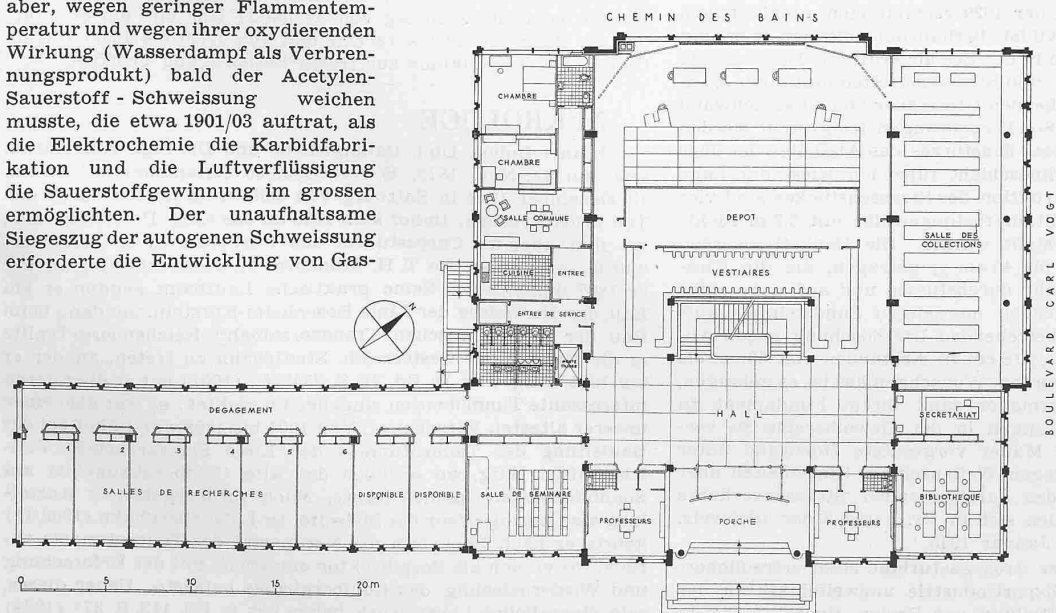 aber, wegen geringer Flammentem-
peratur und wegen ihrer oxydierenden
Wirkung (Wasserdampf als Verbren-
nungsprodukt) bald der Acetylen-
Sauerstoff - Schweissung weichen
musste, die etwa 1901/03 auftrat, als
die Elektrochemie die Karbidfabri-
kation und die Luftverflüssigung
die Sauerstoffgewinnung im grossen
ermöglichten. Der unaufhaltsame
Siegeszug der autogenen Schweissung
erforderte die Entwicklung von Gas-
CHEMIN DES BAINS
CHAMBRE
CHAMBRE
SALLE COMMUNE
CUISINE
ENTREE
ENTREE DE SERVICE
DEPOT
VESTIAIRES
SALLE DES
COLLECTIONS
BOULEVARD CARL VOGT
N
HALL
SECRETARIAT
BIBLIOTHEQUE
DEGAGEMENT
1 2 3 4 5 6
SALLES DE RECHERCHES
DISPONIBLE DISPONIBLE
SALLE DE SEMINAIRE
PROFESSEURS
PORCHE
PROFESSEURS
0 5 10 15 20 m